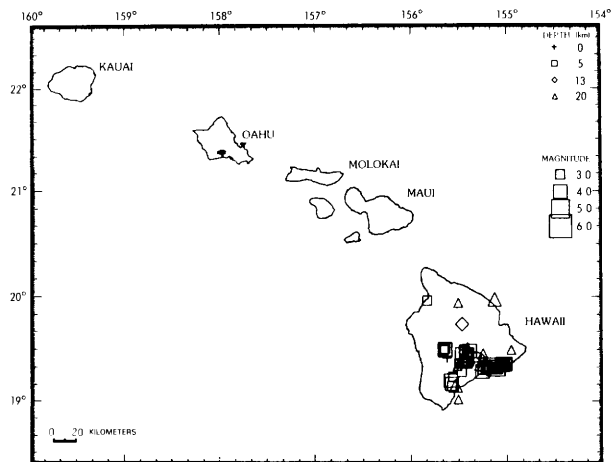 160° 159° 158° 157° 156° 155° 154°
DEPTH (km)
+ 0
□ 5
◇ 13
△ 20
KAUAI
22°
OAHU
MOLOKAI
MAGNITUDE
3 0
4 0
5 0
6 0
MAUI
21°
20°
HAWAII
19°
0 20 KILOMETERS